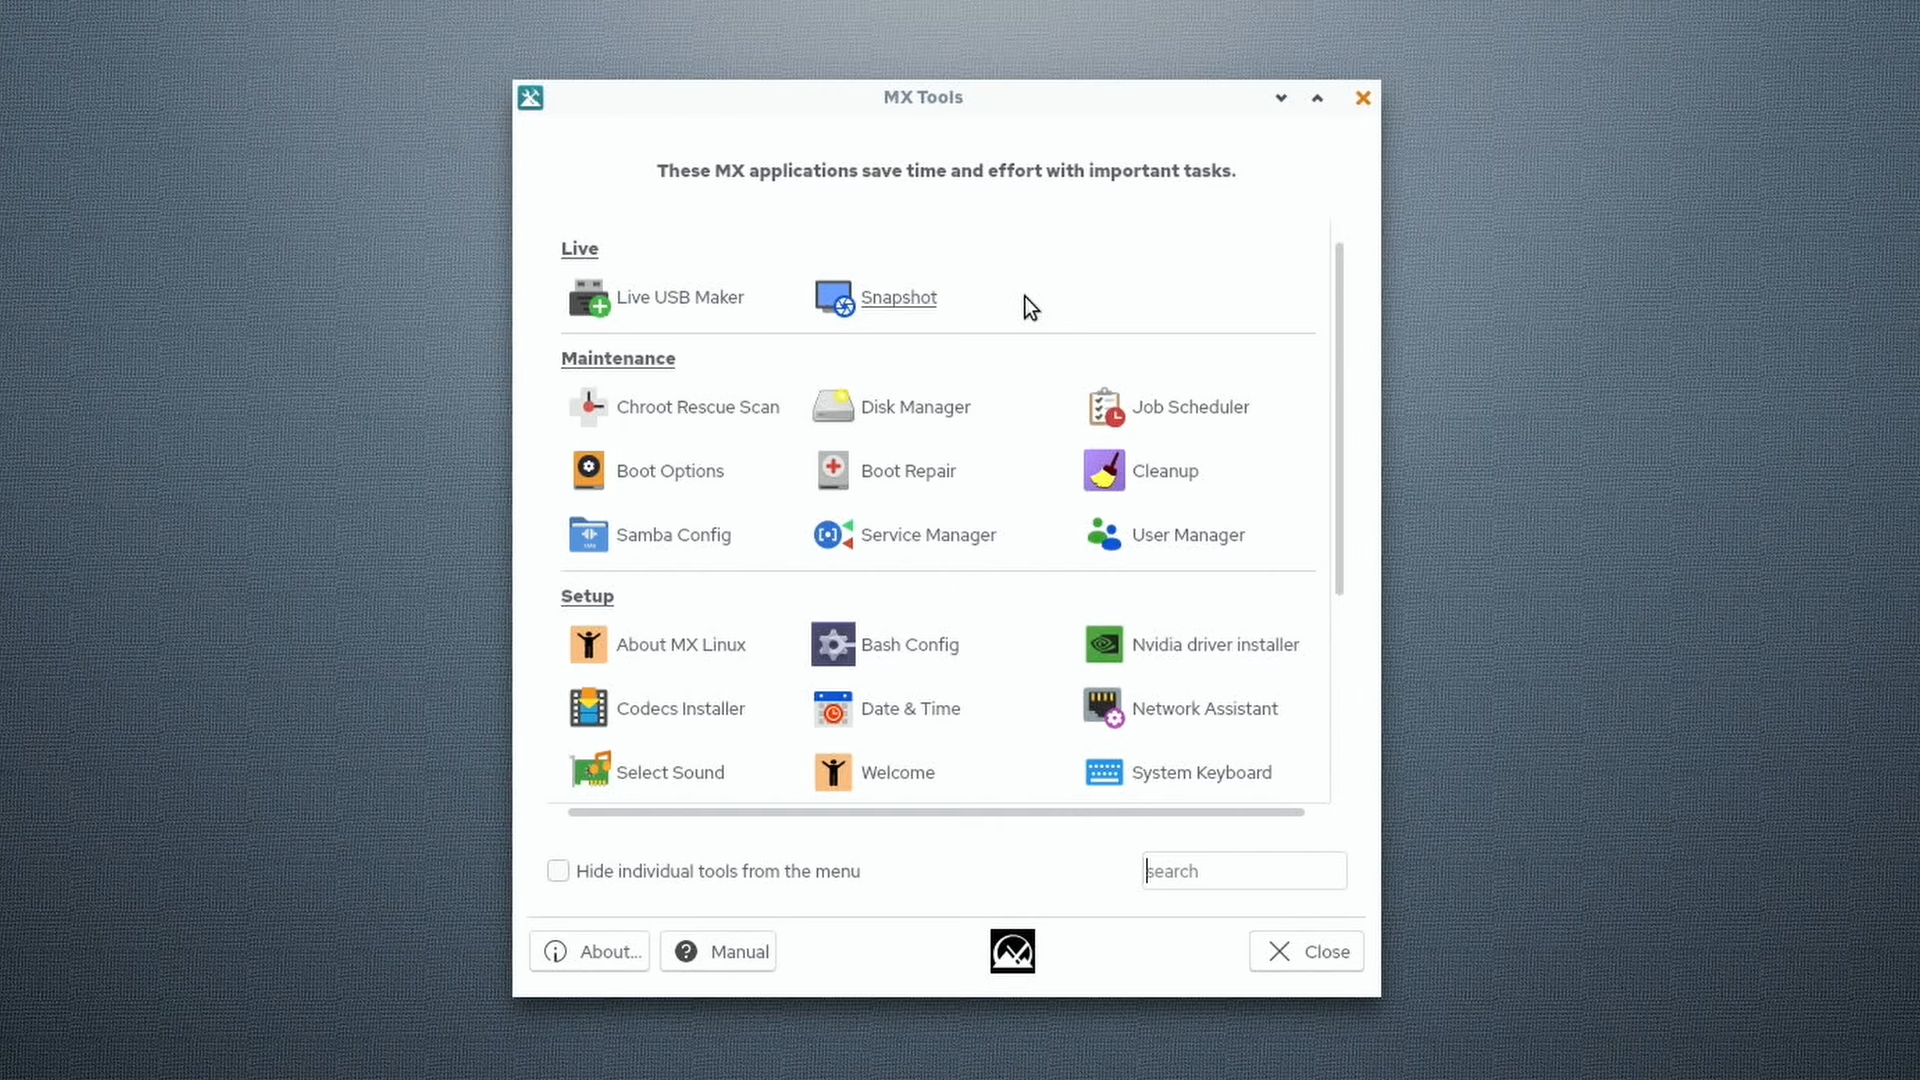 MX Tools
These MX applications save time and effort with important tasks.
Live
Live USB Maker Snapshot
Maintenance
Chroot Rescue Scan Disk Manager Job Scheduler
Boot Options Boot Repair Cleanup
Samba Config Service Manager User Manager
Setup
About MX Linux Bash Config Nvidia driver installer
Codecs Installer Date & Time Network Assistant
Select Sound Welcome System Keyboard
Hide individual tools from the menu search
About... Manual Close